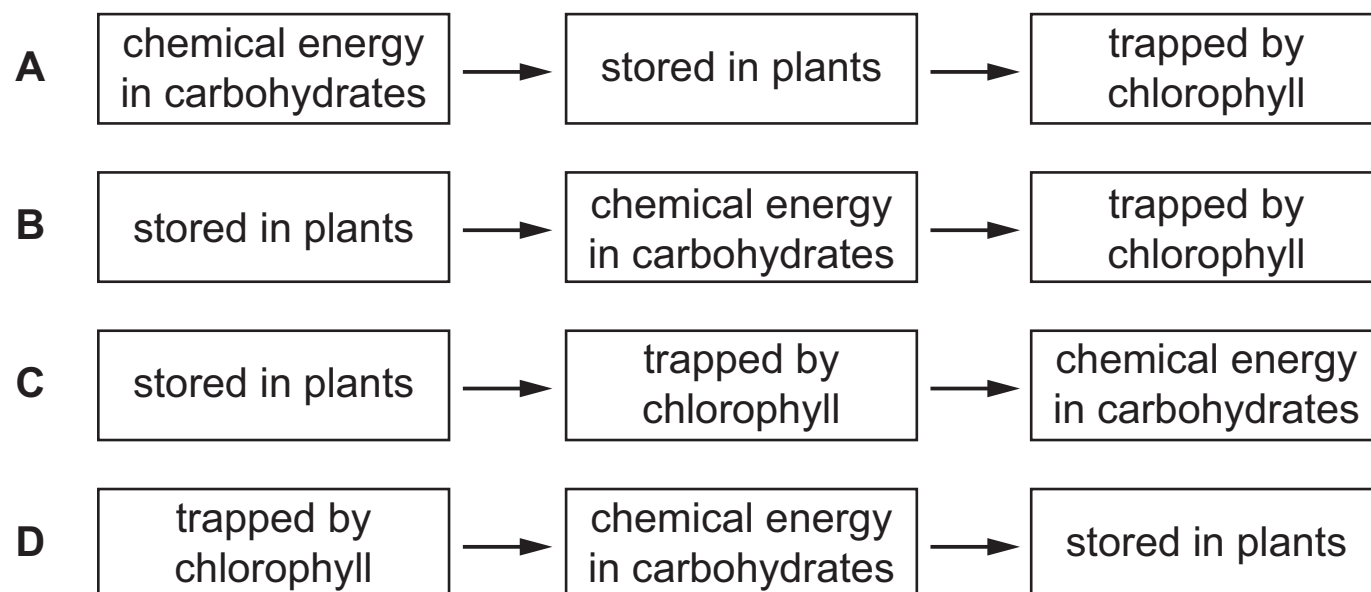 A chemical energy in carbohydrates stored in plants trapped by chlorophyll
B stored in plants chemical energy in carbohydrates trapped by chlorophyll
C stored in plants trapped by chlorophyll chemical energy in carbohydrates
D trapped by chlorophyll chemical energy in carbohydrates stored in plants